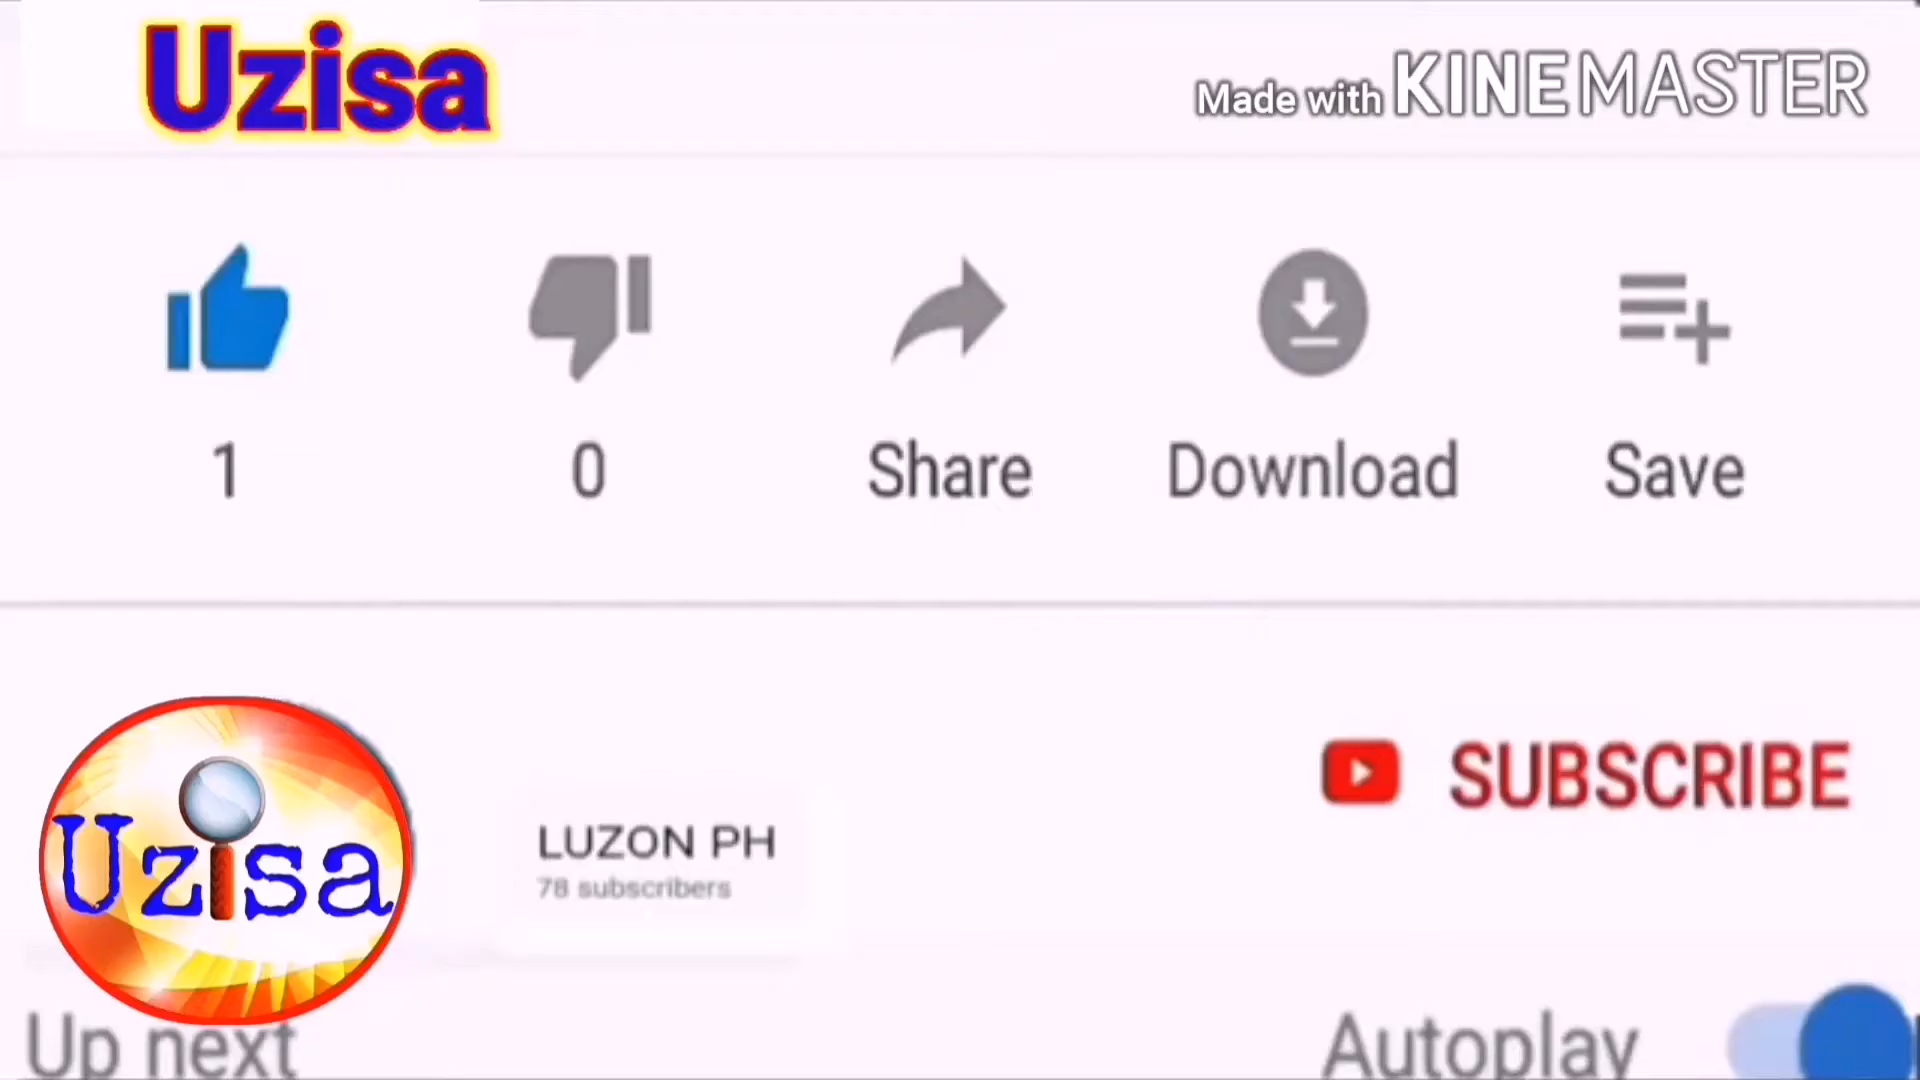 Uzisa
Made with KINEMASTER
1
0
Share
Download
Save
SUBSCRIBE
Uzisa
LUZON PH
78 subscribers
Up next
Autoplay